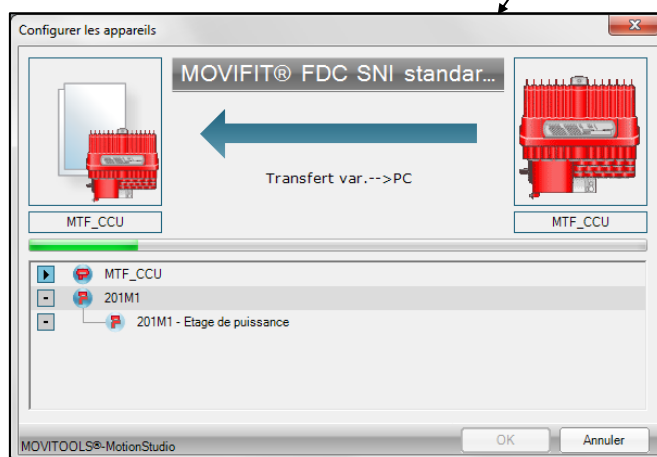 Configurer les appareils
MOVIFIT® FDC SNI standar...
Transfert var.-->PC
MTF_CCU
MTF_CCU
MTF_CCU
201M1
201M1 - Etage de puissance
MOVITOOLS®-MotionStudio
OK
Annuler